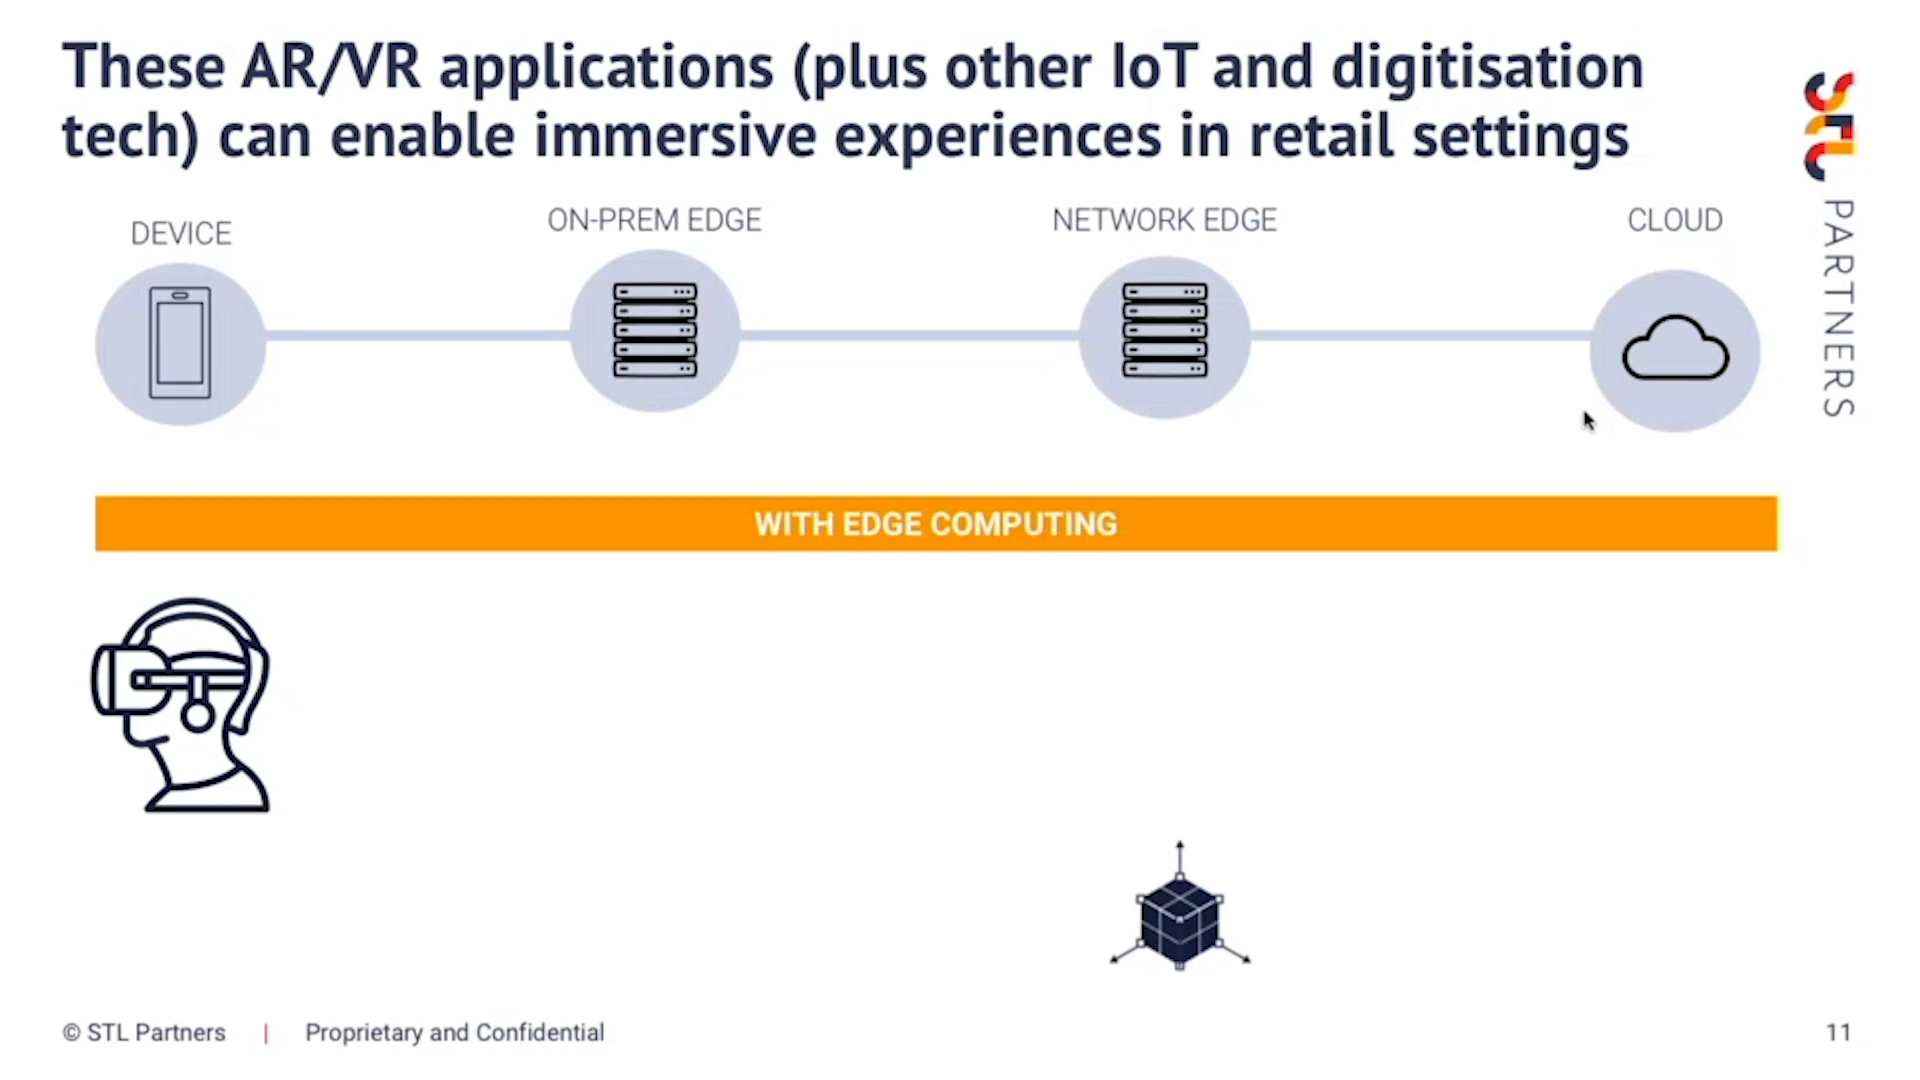 These AR/VR applications (plus other IoT and digitisation
tech) can enable immersive experiences in retail settings
STL PARTNERS
DEVICE
ON-PREM EDGE
NETWORK EDGE
CLOUD
WITH EDGE COMPUTING
© STL Partners | Proprietary and Confidential
11